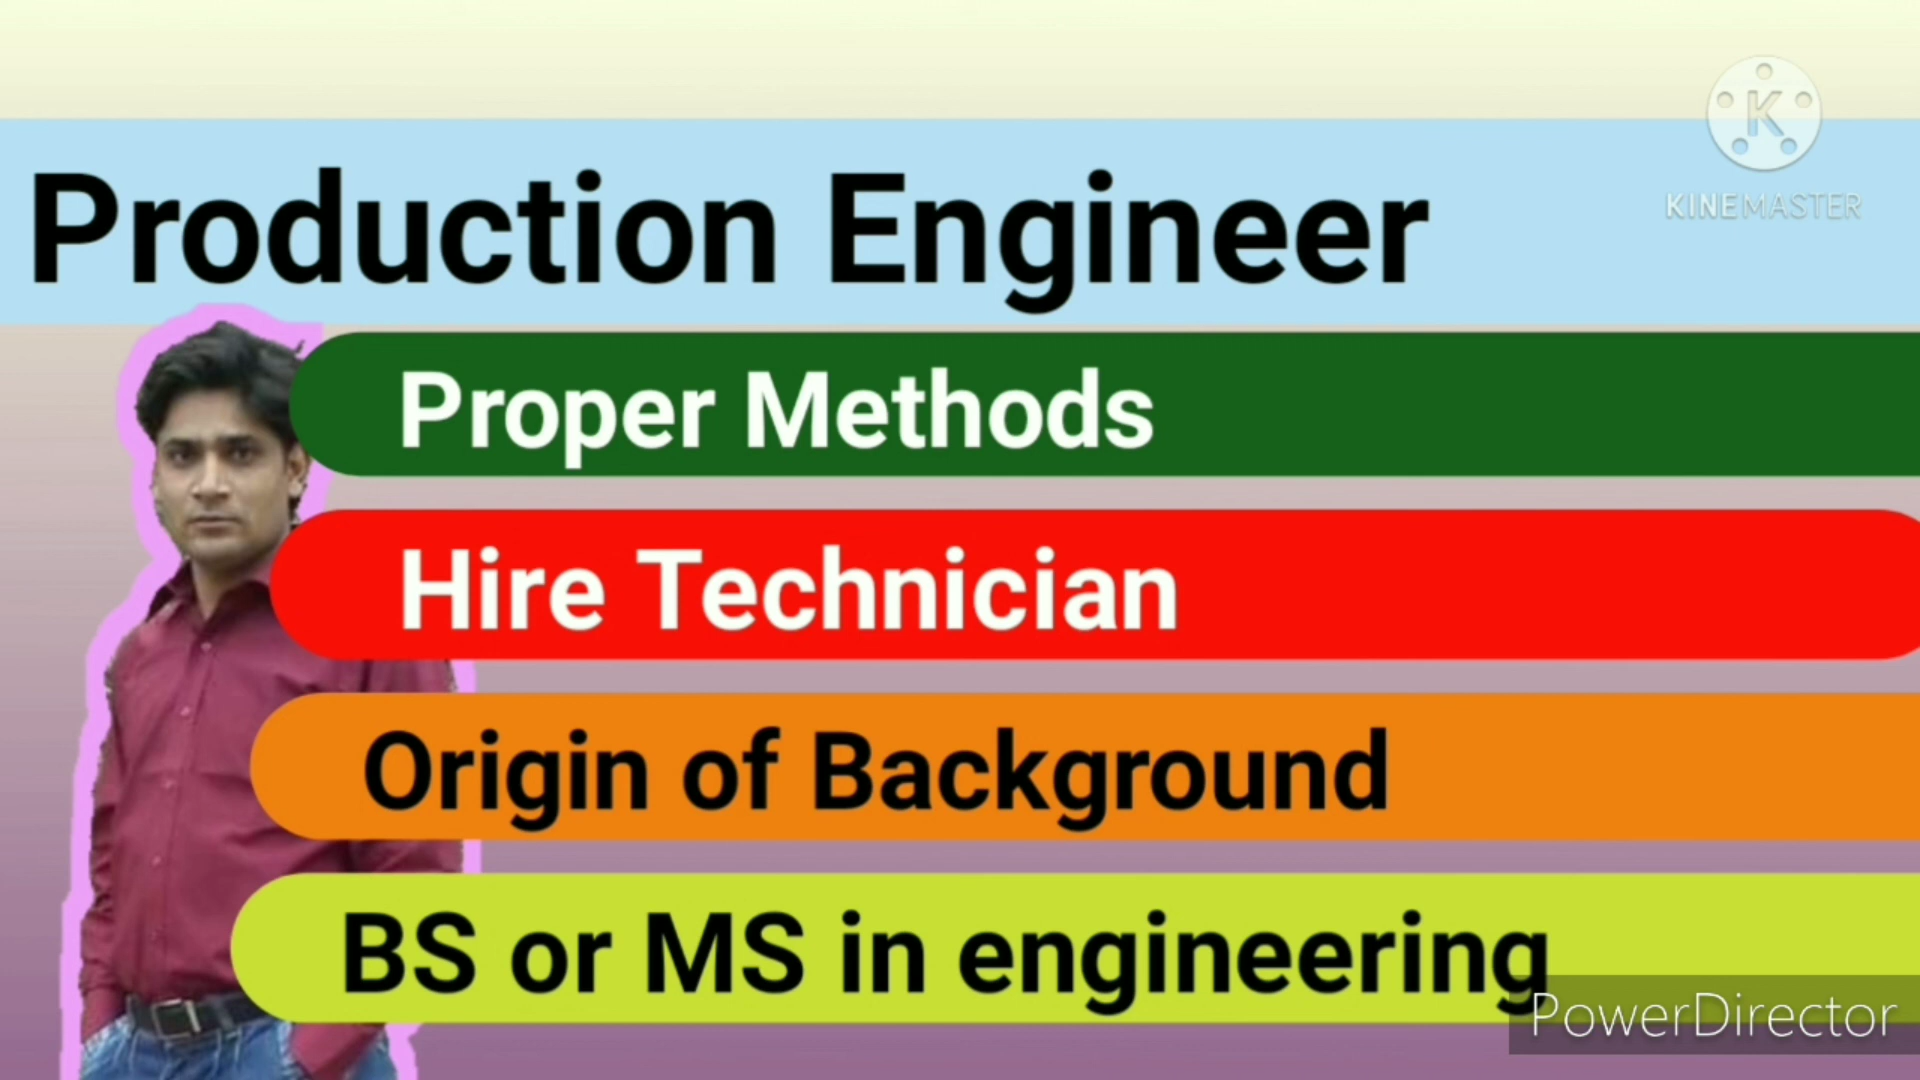 Production Engineer
K
KINEMASTER
Proper Methods
Hire Technician
Origin of Background
BS or MS in engineering
PowerDirector